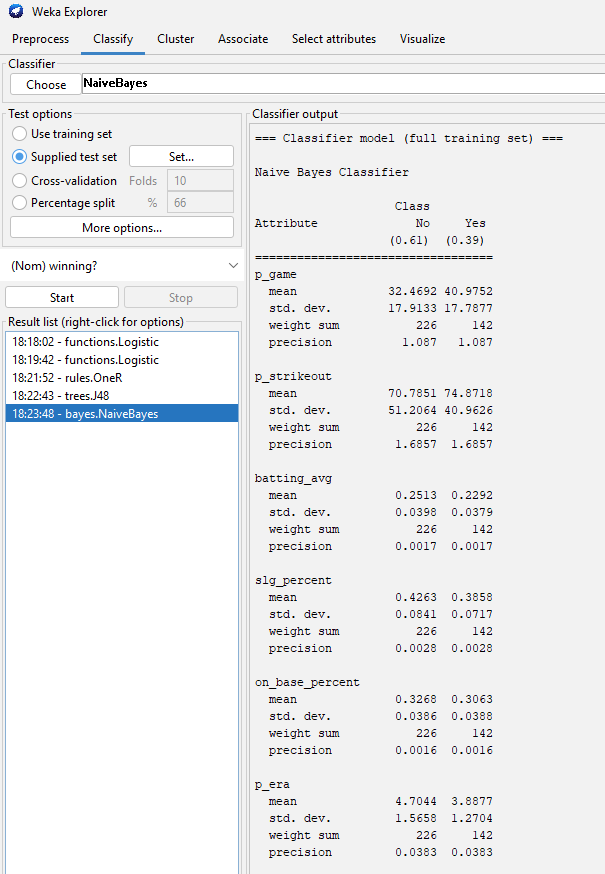 Weka Explorer
Preprocess Classify Cluster Associate Select attributes Visualize
Classifier
Choose NaiveBayes
Test options
Use training set
Supplied test set Set...
Cross-validation Folds 10
Percentage split % 66
More options...
(Nom) winning?
Start Stop
Result list (right-click for options)
18:18:02 - functions.Logistic
18:19:42 - functions.Logistic
18:21:52 - rules.OneR
18:22:43 - trees.J48
18:23:48 - bayes.NaiveBayes
Classifier output
=== Classifier model (full training set) ===
Naive Bayes Classifier
Class
Attribute No Yes
(0.61) (0.39)
==================================
p_game
mean 32.4692 40.9752
std. dev. 17.9133 17.7877
weight sum 226 142
precision 1.087 1.087
p_strikeout
mean 70.7851 74.8718
std. dev. 51.2064 40.9626
weight sum 226 142
precision 1.6857 1.6857
batting_avg
mean 0.2513 0.2292
std. dev. 0.0398 0.0379
weight sum 226 142
precision 0.0017 0.0017
slg_percent
mean 0.4263 0.3858
std. dev. 0.0841 0.0717
weight sum 226 142
precision 0.0028 0.0028
on_base_percent
mean 0.3268 0.3063
std. dev. 0.0386 0.0388
weight sum 226 142
precision 0.0016 0.0016
p_era
mean 4.7044 3.8877
std. dev. 1.5658 1.2704
weight sum 226 142
precision 0.0383 0.0383